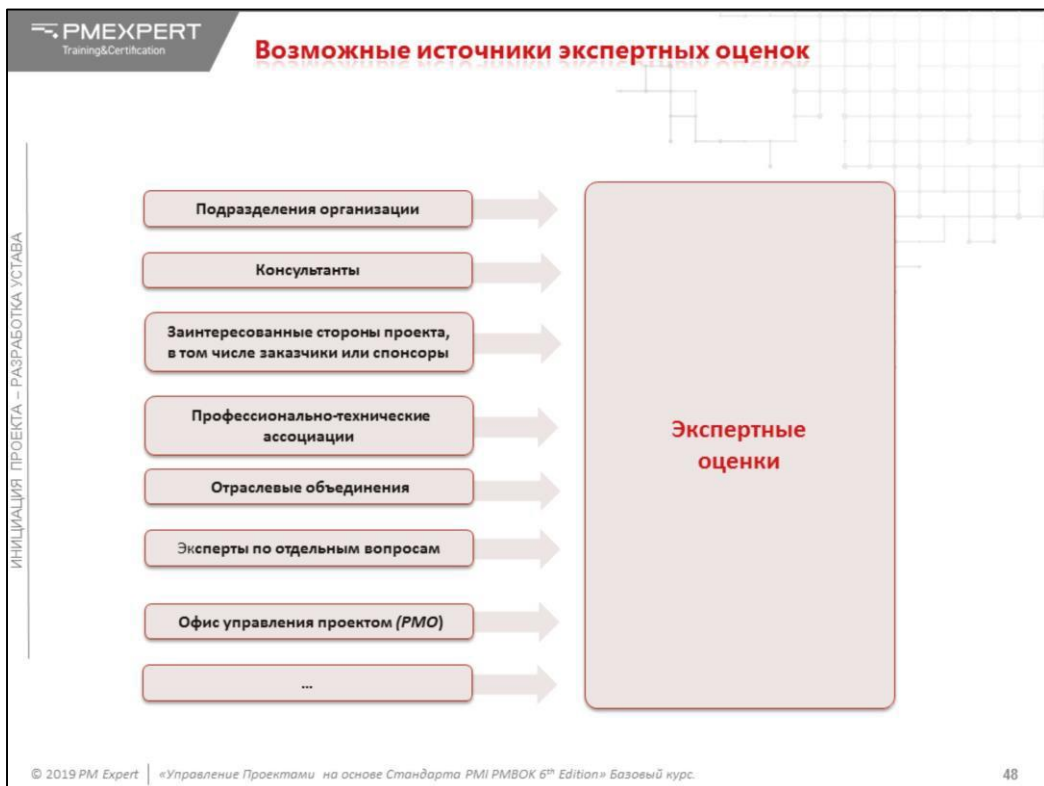 PMEXPERT
Training&Certification
Возможные источники экспертных оценок
ИНИЦИАЦИЯ ПРОЕКТА – РАЗРАБОТКА УСТАВА
Подразделения организации
Консультанты
Заинтересованные стороны проекта,
в том числе заказчики или спонсоры
Профессионально-технические
ассоциации
Отраслевые объединения
Эксперты по отдельным вопросам
Офис управления проектом (PMO)
...
Экспертные
оценки
© 2019 PM Expert | «Управление Проектами на основе Стандарта PMI PMBOK 6th Edition» Базовый курс.
48